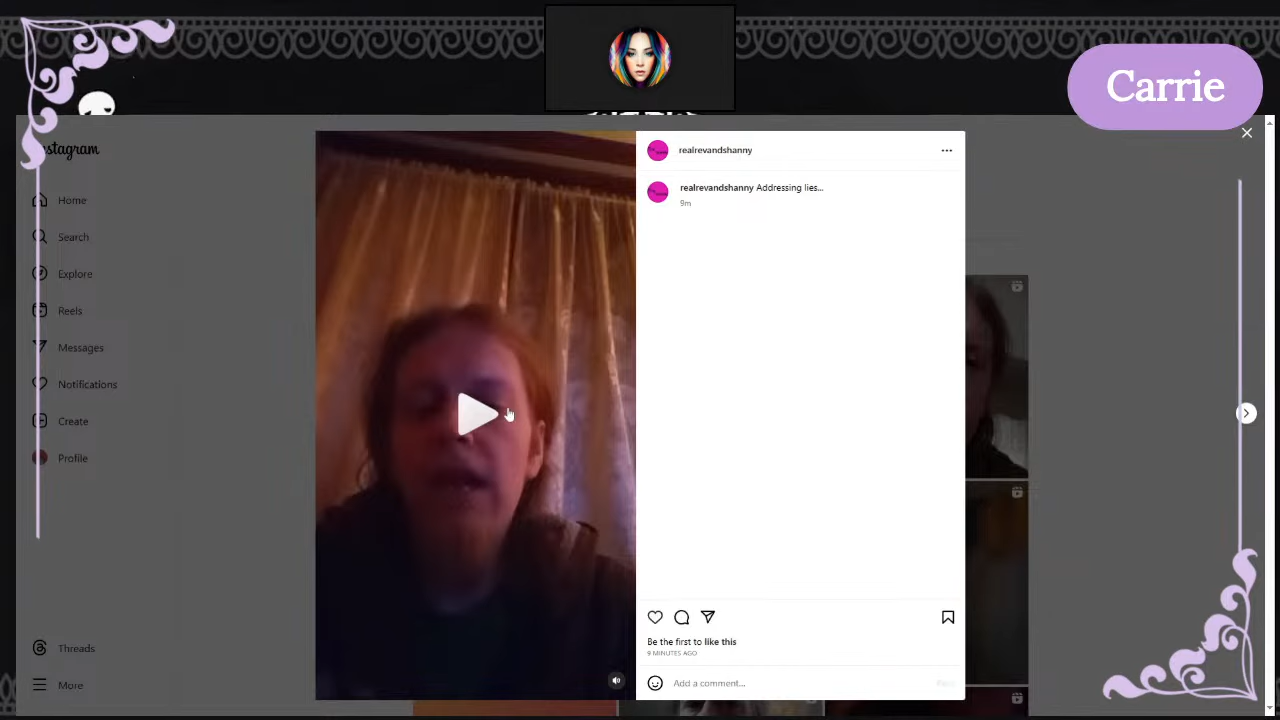 Carrie
stagram
Home
Search
Explore
Reels
Messages
Notifications
Create
Profile
Threads
More
realrevandshanny
realrevandshanny Addressing lies...
9m
Be the first to like this
9 MINUTES AGO
Add a comment...